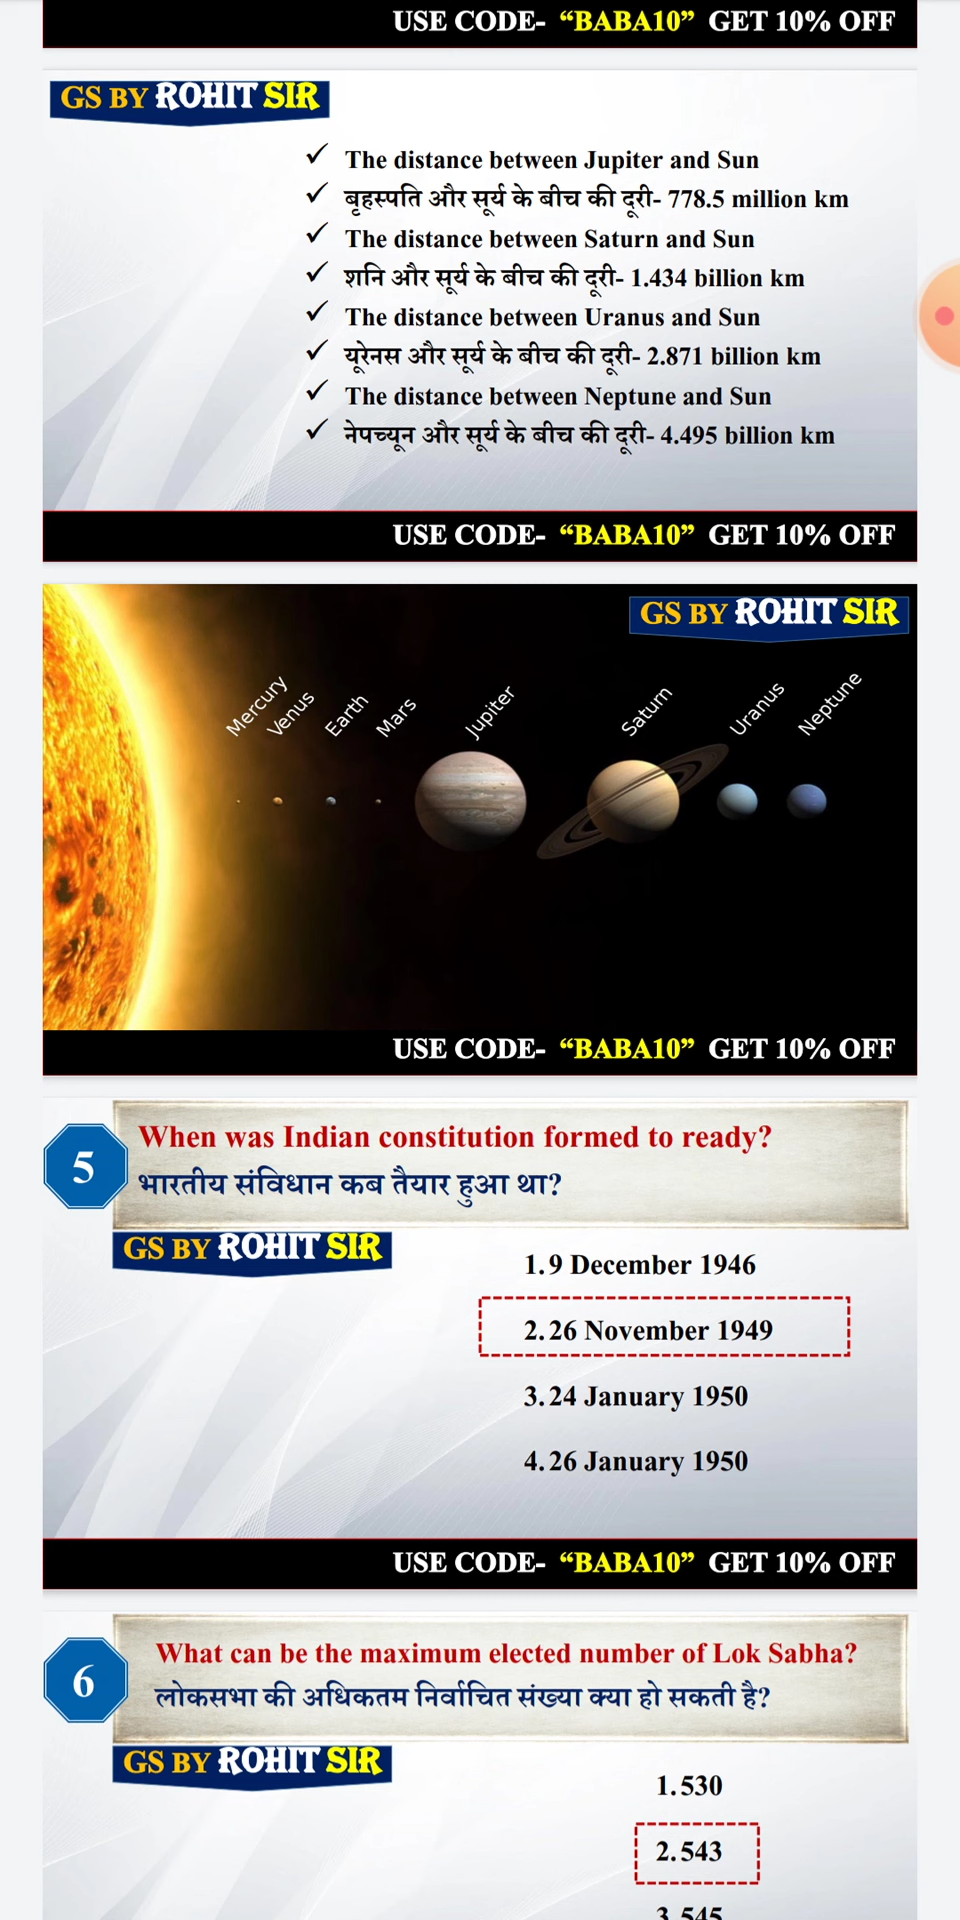 USE CODE- “BABA10” GET 10% OFF
GS BY ROHIT SIR
✓ The distance between Jupiter and Sun
✓ बृहस्पति और सूर्य के बीच की दूरी- 778.5 million km
✓ The distance between Saturn and Sun
✓ शनि और सूर्य के बीच की दूरी- 1.434 billion km
✓ The distance between Uranus and Sun
✓ यूरेनस और सूर्य के बीच की दूरी- 2.871 billion km
✓ The distance between Neptune and Sun
✓ नेपच्यून और सूर्य के बीच की दूरी- 4.495 billion km
USE CODE- “BABA10” GET 10% OFF
GS BY ROHIT SIR
Mercury
Venus
Earth
Mars
Jupiter
Saturn
Uranus
Neptune
USE CODE- “BABA10” GET 10% OFF
5
When was Indian constitution formed to ready?
भारतीय संविधान कब तैयार हुआ था?
GS BY ROHIT SIR
1. 9 December 1946
2. 26 November 1949
3. 24 January 1950
4. 26 January 1950
USE CODE- “BABA10” GET 10% OFF
6
What can be the maximum elected number of Lok Sabha?
लोकसभा की अधिकतम निर्वाचित संख्या क्या हो सकती है?
GS BY ROHIT SIR
1. 530
2. 543
3. 545